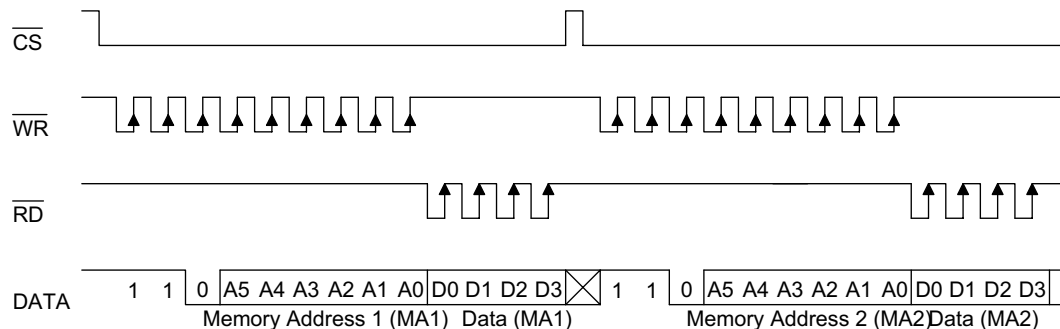 CS
WR
RD
DATA 1 1 0 A5 A4 A3 A2 A1 A0 D0 D1 D2 D3 1 1 0 A5 A4 A3 A2 A1 A0 D0 D1 D2 D3
Memory Address 1 (MA1) Data (MA1) Memory Address 2 (MA2) Data (MA2)